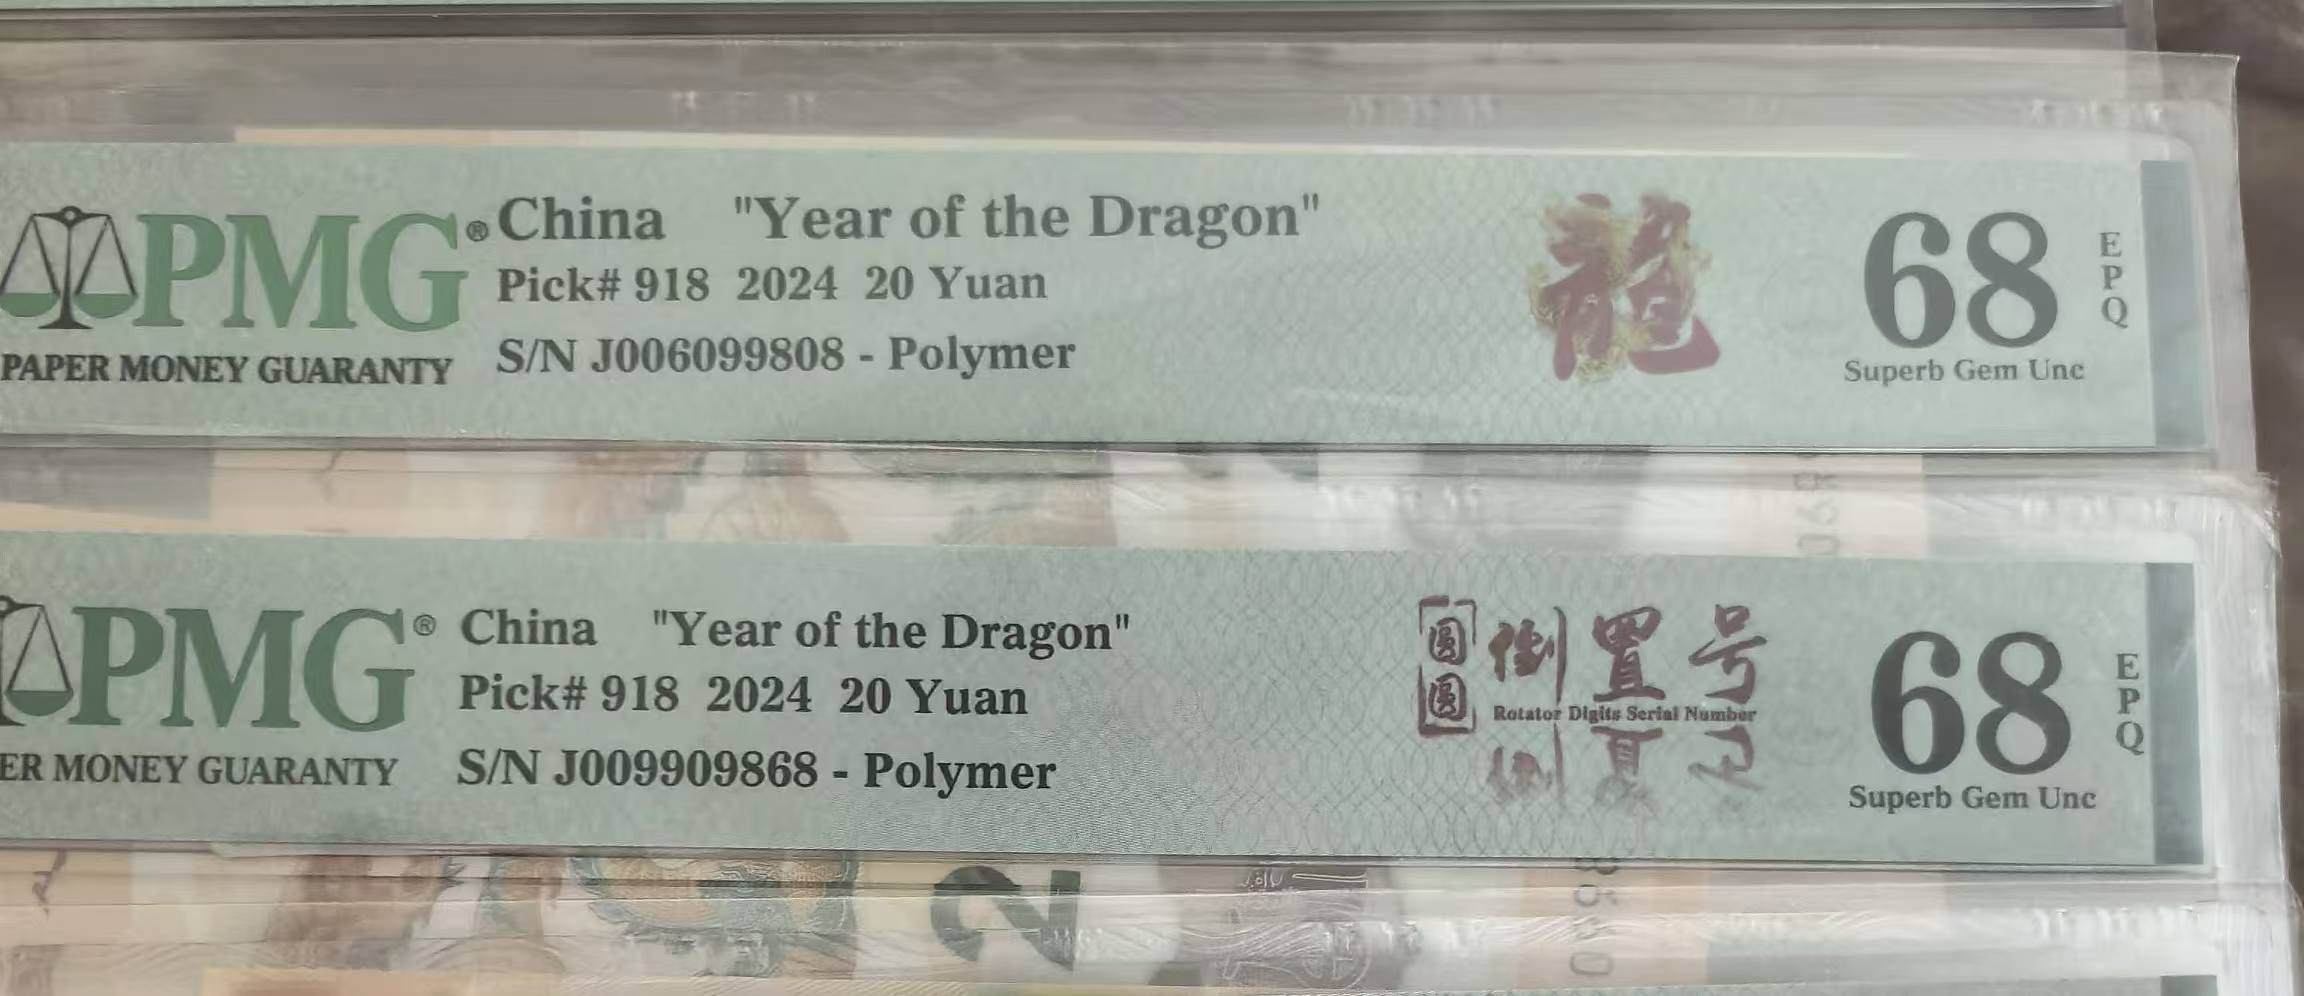 PMG® China "Year of the Dragon" 龍 68 EPQ
Pick# 918 2024 20 Yuan
PAPER MONEY GUARANTY S/N J006099808 - Polymer Superb Gem Unc
PMG® China "Year of the Dragon" 圆圆 倒置号 68 EPQ
Pick# 918 2024 20 Yuan Rotator Digits Serial Number
ER MONEY GUARANTY S/N J009909868 - Polymer Superb Gem Unc
2